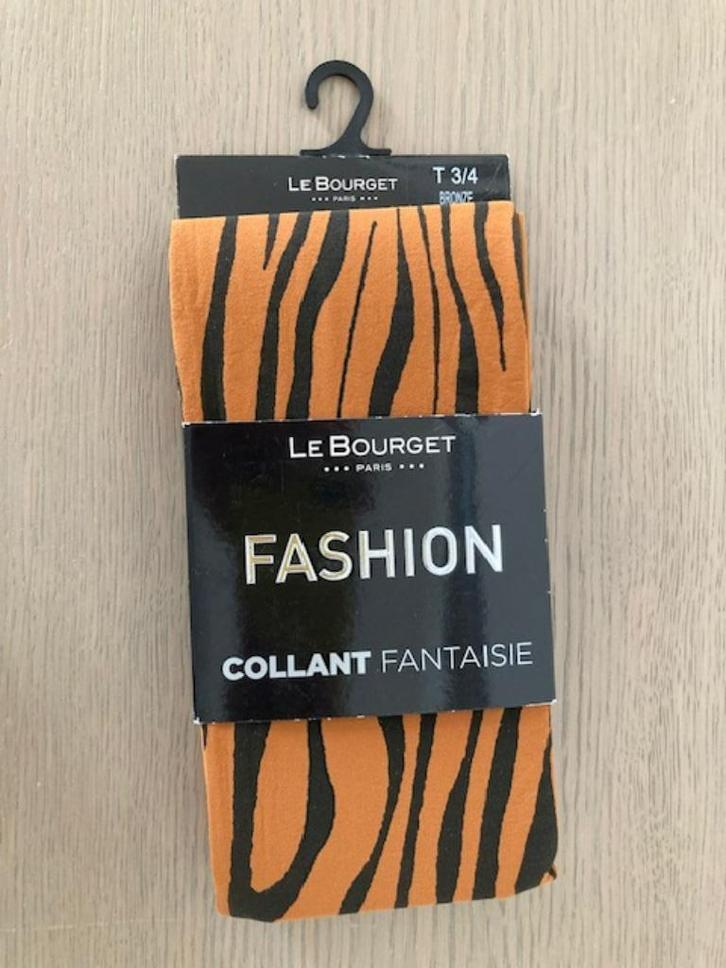 LE BOURGET
PARIS
T 3/4
BRONZE
LE BOURGET
PARIS
FASHION
COLLANT FANTAISIE